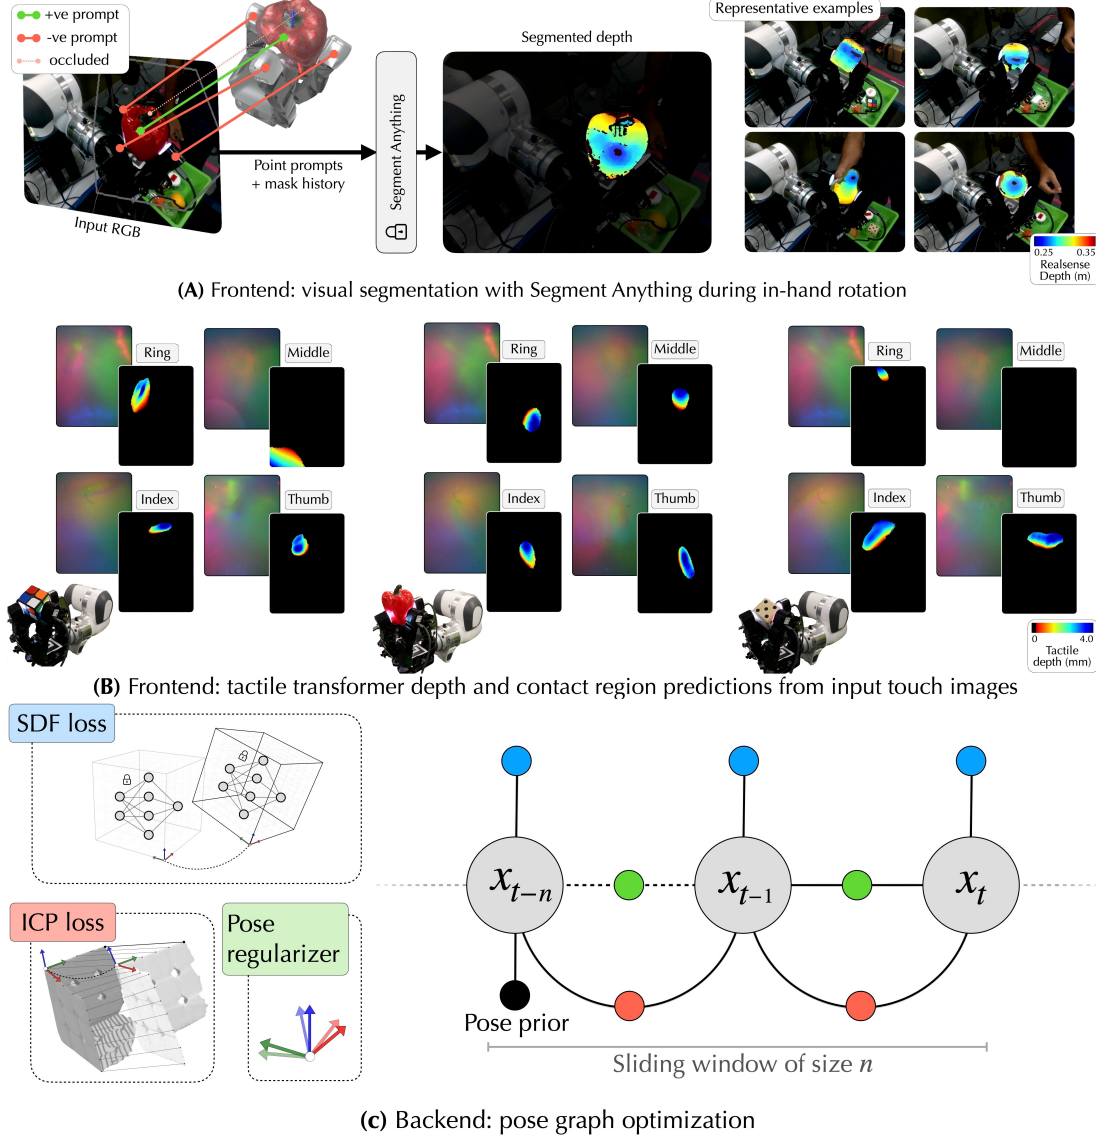 +ve prompt
-ve prompt
occluded
Input RGB
Point prompts
+ mask history
Segment Anything
Segmented depth
Representative examples
0.25 0.35
Realsense
Depth (m)
(A) Frontend: visual segmentation with Segment Anything during in-hand rotation
Ring
Middle
Index
Thumb
Ring
Middle
Index
Thumb
Ring
Middle
Index
Thumb
0 4.0
Tactile
depth (mm)
(B) Frontend: tactile transformer depth and contact region predictions from input touch images
SDF loss
ICP loss
Pose
regularizer
x_{t-n}
x_{t-1}
x_t
Pose prior
Sliding window of size n
(c) Backend: pose graph optimization